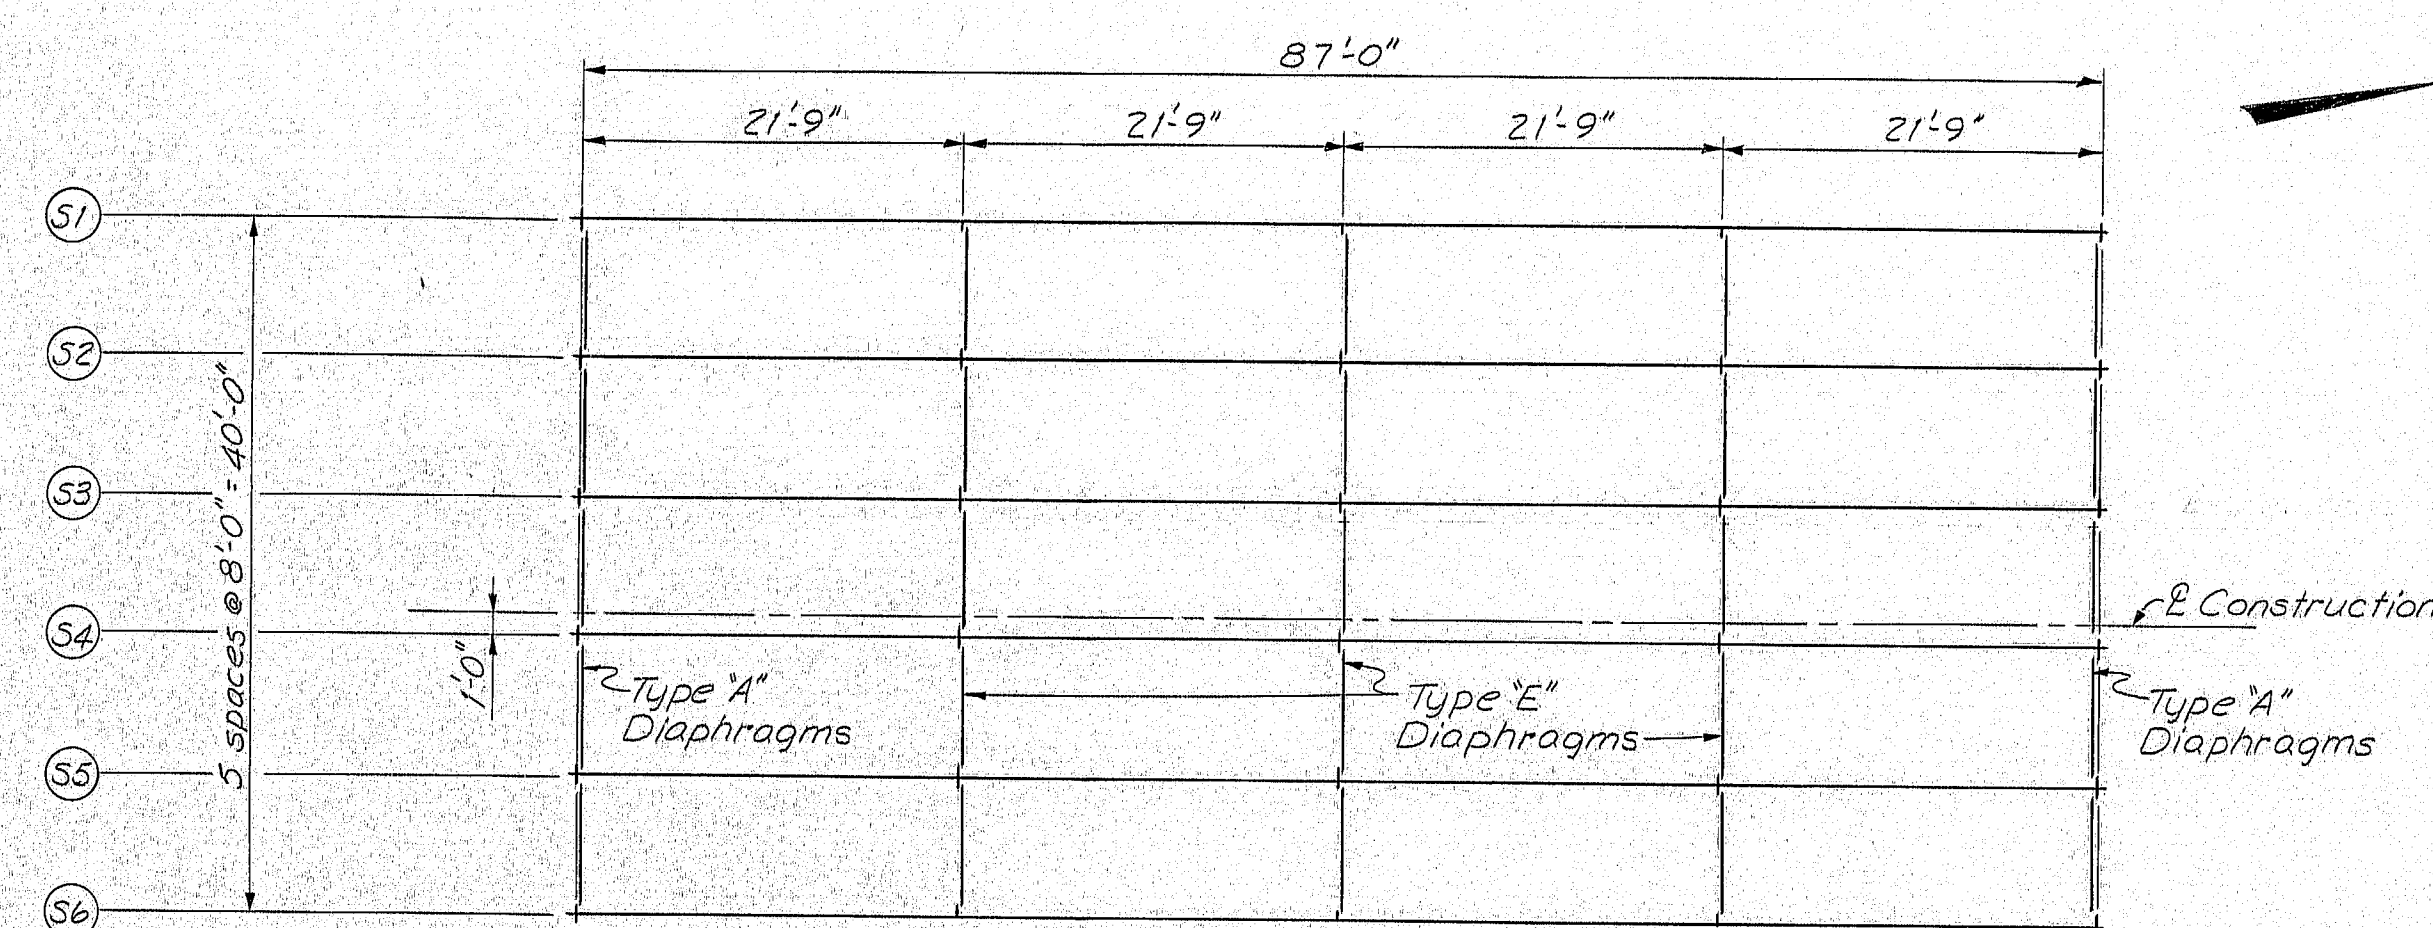 87'-0"
21'-9"
21'-9"
21'-9"
21'-9"
S1
S2
S3
S4
S5
S6
5 spaces @ 8'-0" = 40'-0"
1'-0"
℄ Construction
Type "A"
Diaphragms
Type "E"
Diaphragms
Type "A"
Diaphragms